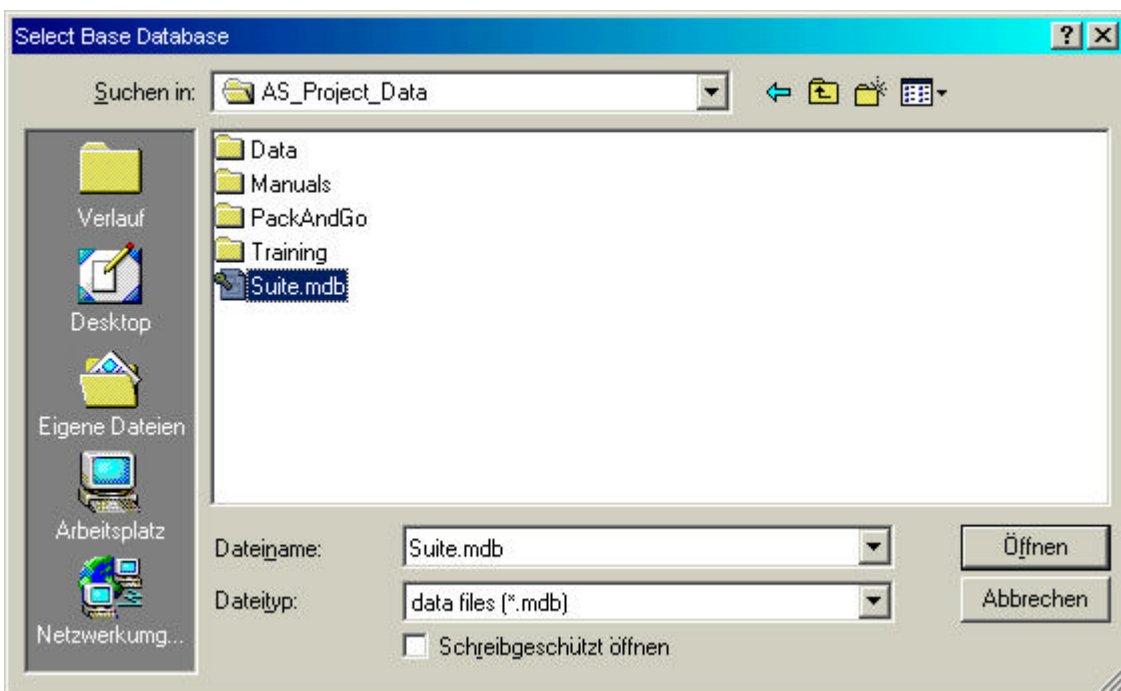 Select Base Database
Suchen in: AS_Project_Data
Data
Manuals
PackAndGo
Training
Suite.mdb
Verlauf
Desktop
Eigene Dateien
Arbeitsplatz
Netzwerkumg...
Dateiname: Suite.mdb Öffnen
Dateityp: data files (*.mdb) Abbrechen
Schreibgeschützt öffnen